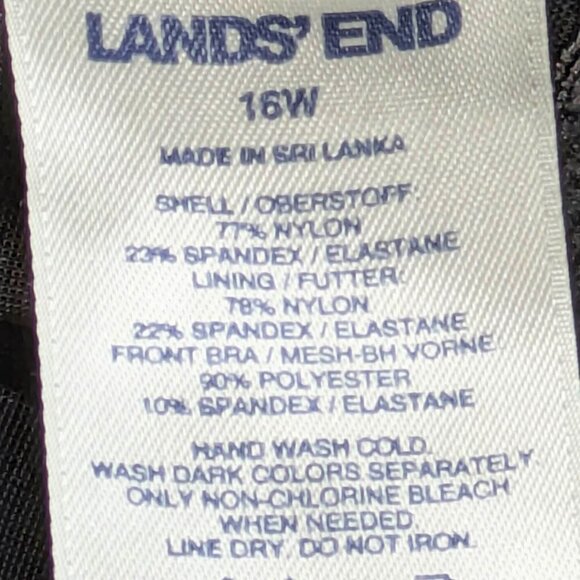 LANDS' END
16W
MADE IN SRI LANKA
SHELL / OBERSTOFF:
77% NYLON
23% SPANDEX / ELASTANE
LINING / FUTTER:
78% NYLON
22% SPANDEX / ELASTANE
FRONT BRA / MESH-BH VORNE
90% POLYESTER
10% SPANDEX / ELASTANE
HAND WASH COLD.
WASH DARK COLORS SEPARATELY.
ONLY NON-CHLORINE BLEACH
WHEN NEEDED.
LINE DRY. DO NOT IRON.